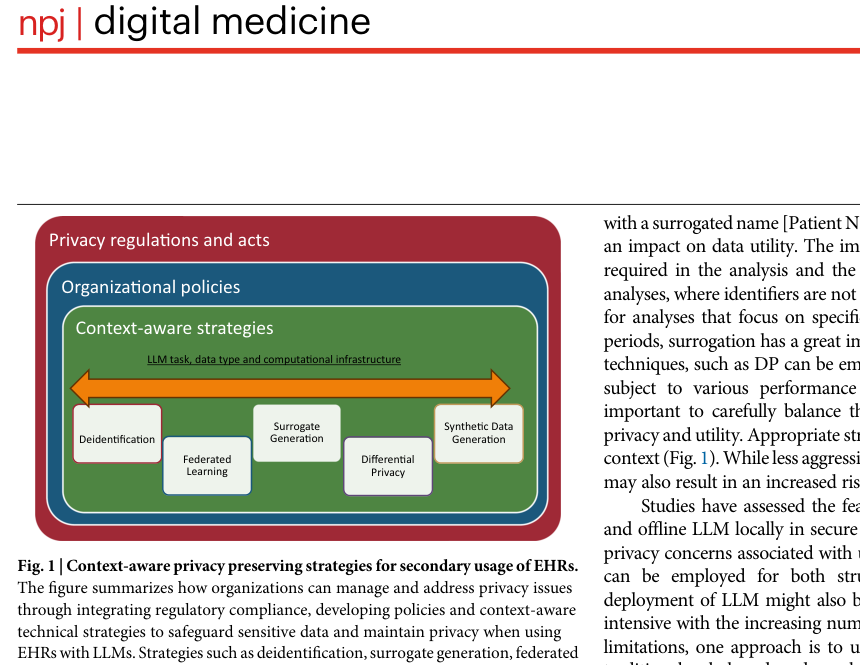 npj | digital medicine
Privacy regulations and acts
Organizational policies
Context-aware strategies
LLM task, data type and computational infrastructure
Deidentification
Federated
Learning
Surrogate
Generation
Differential
Privacy
Synthetic Data
Generation
Fig. 1 | Context-aware privacy preserving strategies for secondary usage of EHRs.
The figure summarizes how organizations can manage and address privacy issues
through integrating regulatory compliance, developing policies and context-aware
technical strategies to safeguard sensitive data and maintain privacy when using
EHRs with LLMs. Strategies such as deidentification, surrogate generation, federated
with a surrogated name [Patient N
an impact on data utility. The im
required in the analysis and the
analyses, where identifiers are not
for analyses that focus on specifi
periods, surrogation has a great im
techniques, such as DP can be em
subject to various performance
important to carefully balance th
privacy and utility. Appropriate str
context (Fig. 1). While less aggressi
may also result in an increased ris
Studies have assessed the fea
and offline LLM locally in secure
privacy concerns associated with u
can be employed for both stru
deployment of LLM might also b
intensive with the increasing num
limitations, one approach is to u